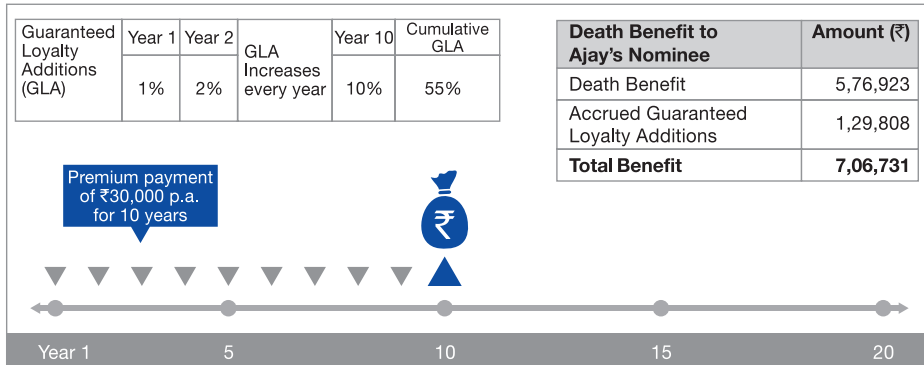 Guaranteed
Loyalty
Additions
(GLA)
Year 1
Year 2
GLA
Increases
every year
Year 10
Cumulative
GLA
1%
2%
10%
55%
Death Benefit to
Ajay's Nominee
Amount (₹)
Death Benefit
5,76,923
Accrued Guaranteed
Loyalty Additions
1,29,808
Total Benefit
7,06,731
Premium payment
of ₹30,000 p.a.
for 10 years
₹
Year 1
5
10
15
20